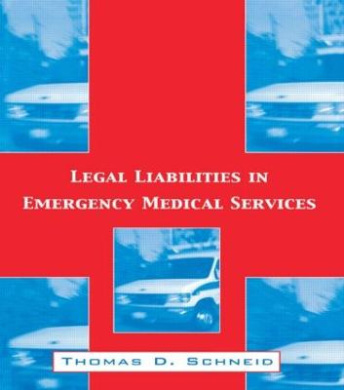 LEGAL LIABILITIES IN
EMERGENCY MEDICAL SERVICES
THOMAS D. SCHNEID